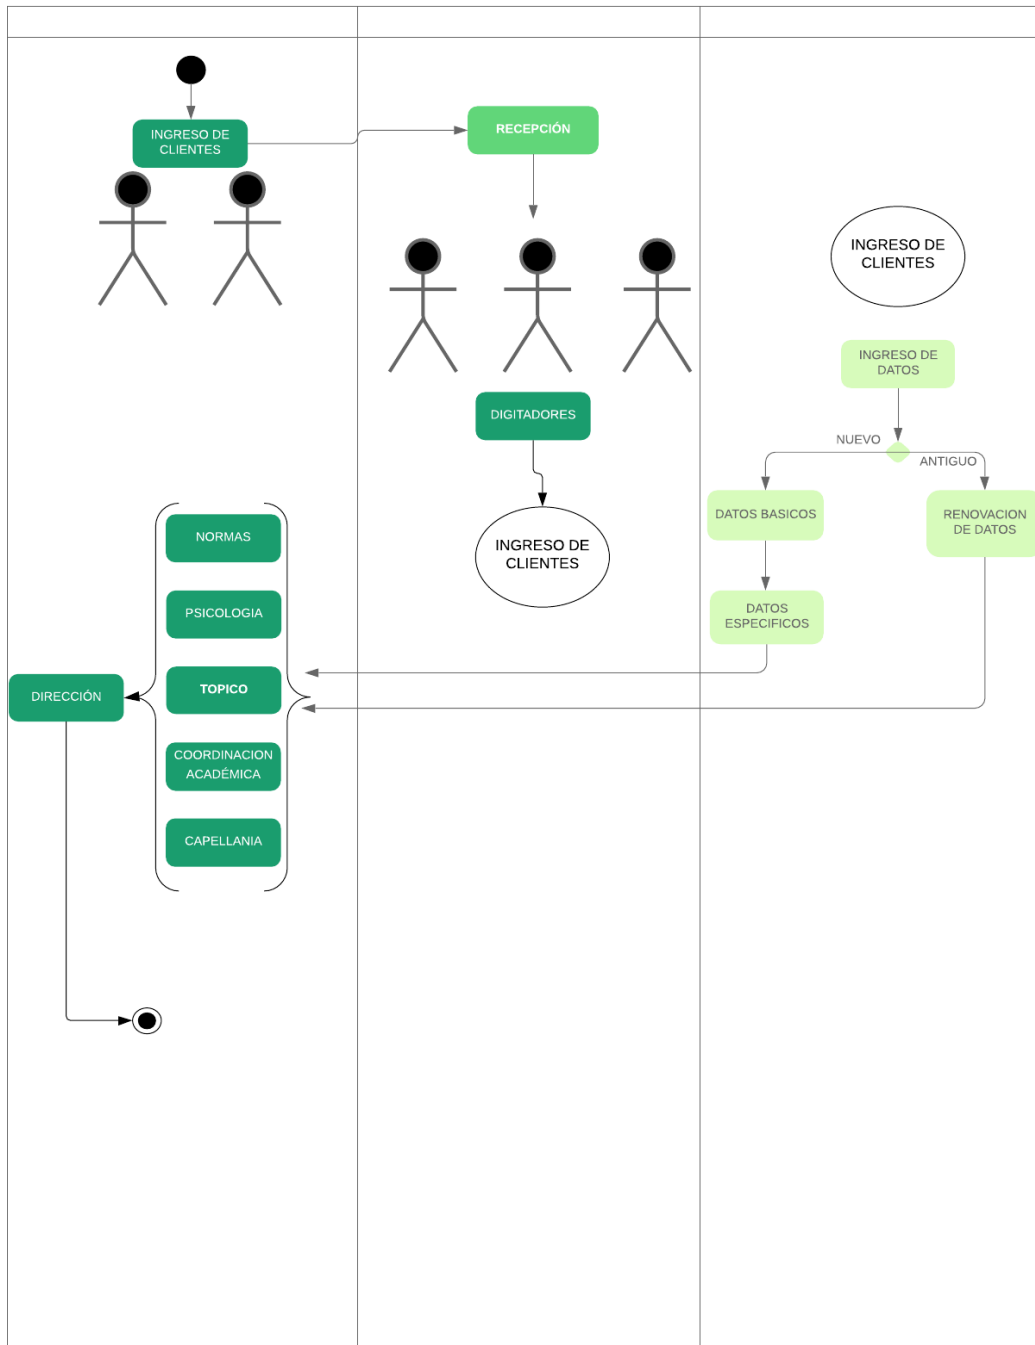 INGRESO DE
CLIENTES
RECEPCIÓN
INGRESO DE
CLIENTES
INGRESO DE
DATOS
DIGITADORES
NUEVO
ANTIGUO
DATOS BASICOS
RENOVACION
DE DATOS
INGRESO DE
CLIENTES
NORMAS
PSICOLOGIA
DATOS
ESPECIFICOS
DIRECCIÓN
TOPICO
COORDINACION
ACADÉMICA
CAPELLANIA